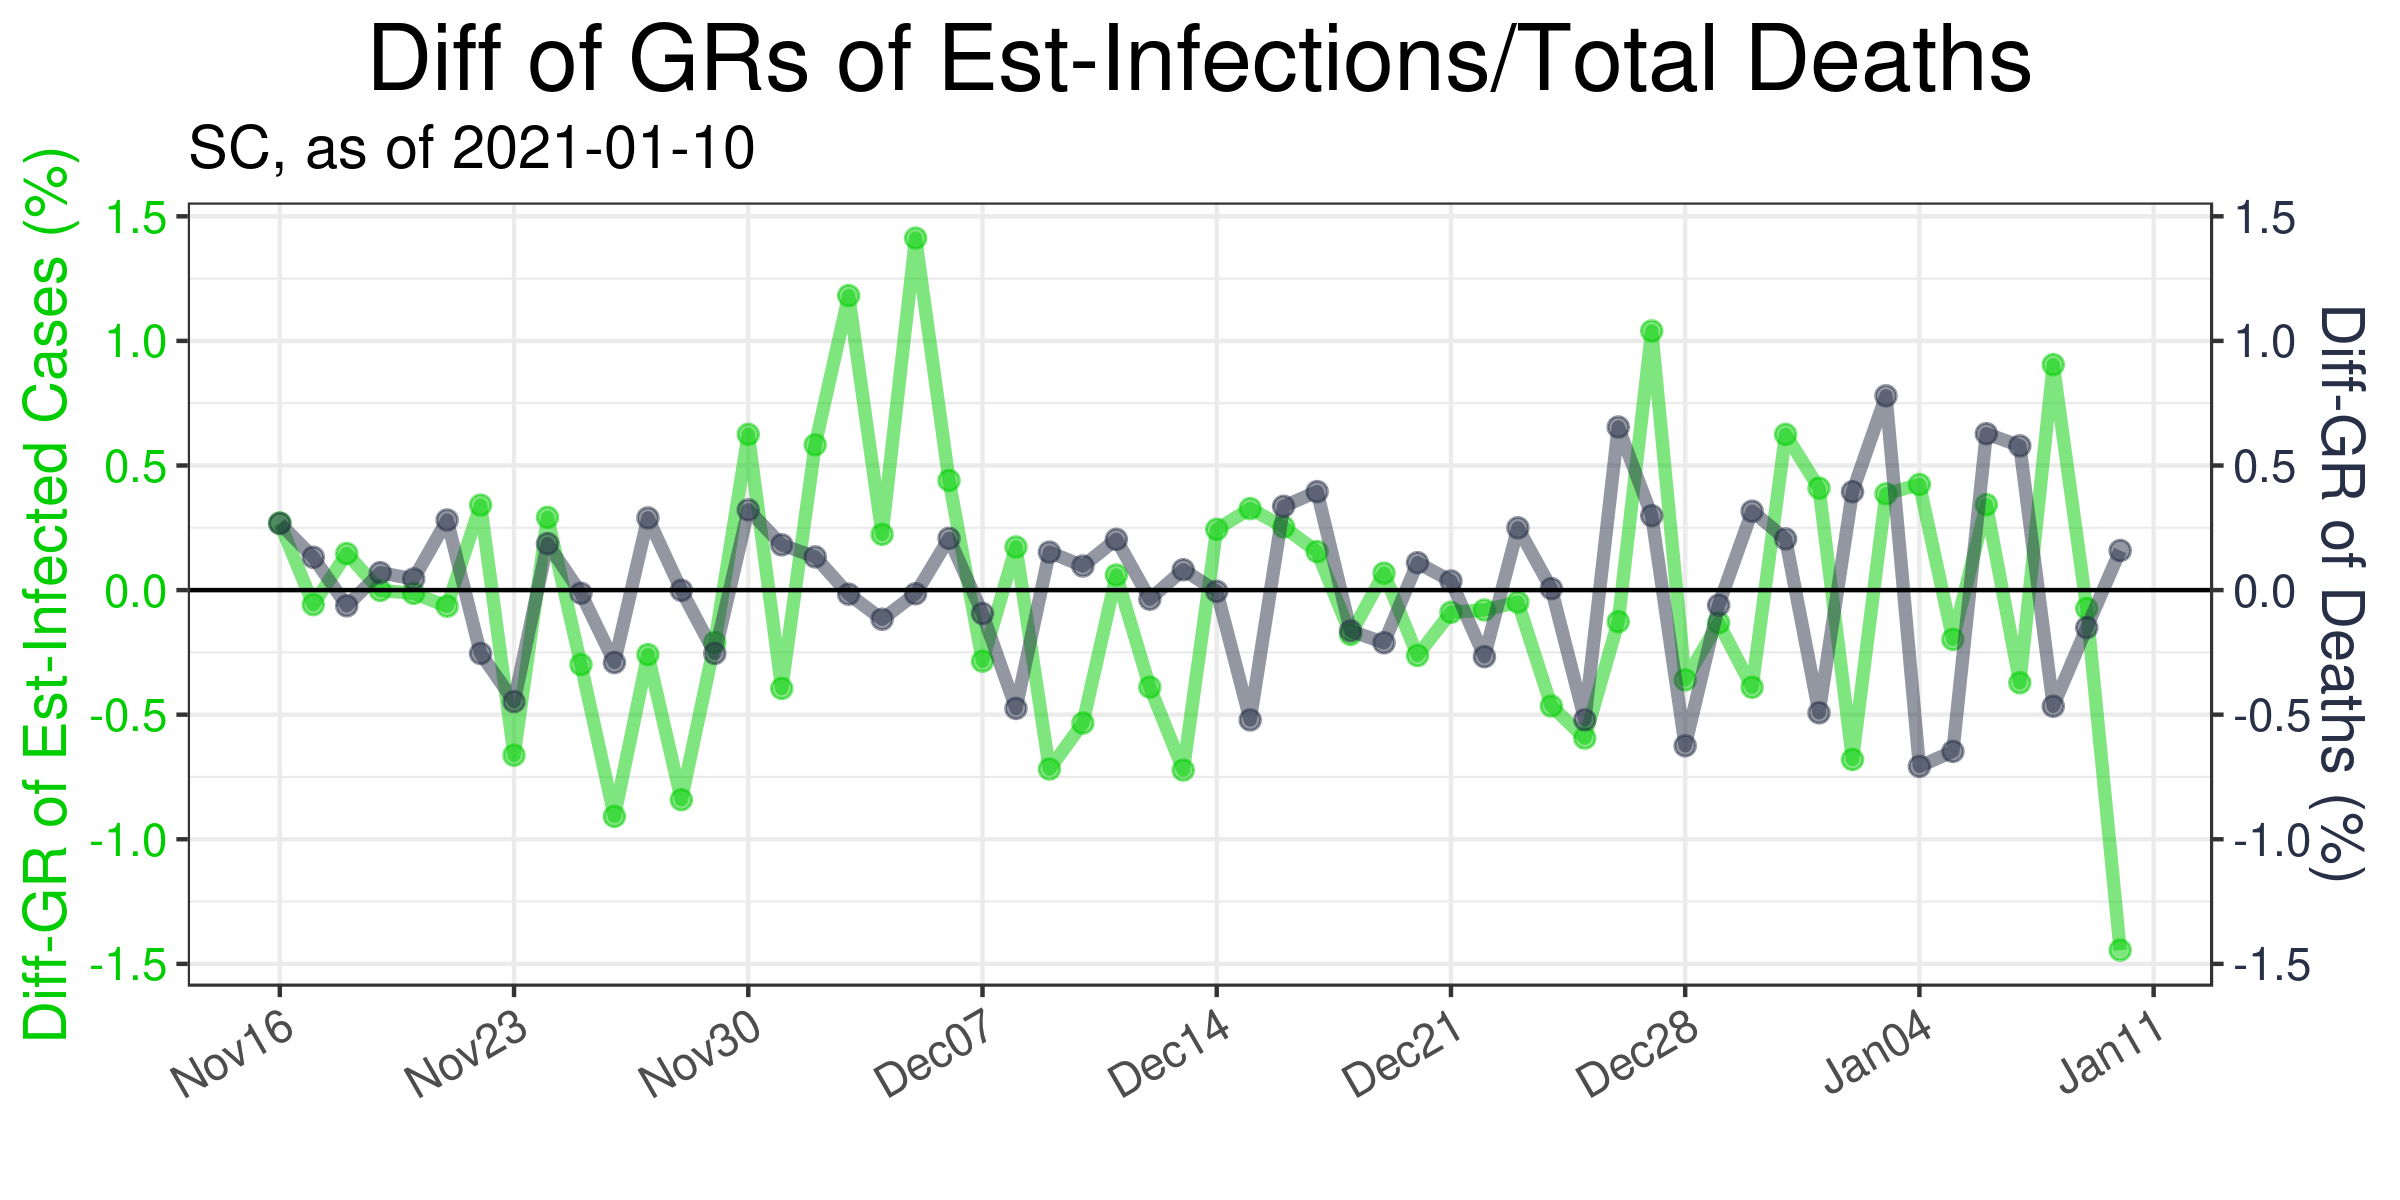 Diff of GRs of Est-Infections/Total Deaths
SC, as of 2021-01-10
Diff-GR of Est-Infected Cases (%)
1.5
1.0
0.5
0.0
-0.5
-1.0
-1.5
1.5
1.0
0.5
0.0
-0.5
-1.0
-1.5
Diff-GR of Deaths (%)
Nov16
Nov23
Nov30
Dec07
Dec14
Dec21
Dec28
Jan04
Jan11